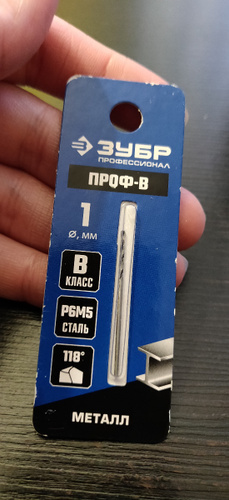 ЗУБР
ПРОФЕССИОНАЛ
ПРОФ-В
1
Ø, мм
В
КЛАСС
Р6М5
СТАЛЬ
118°
МЕТАЛЛ